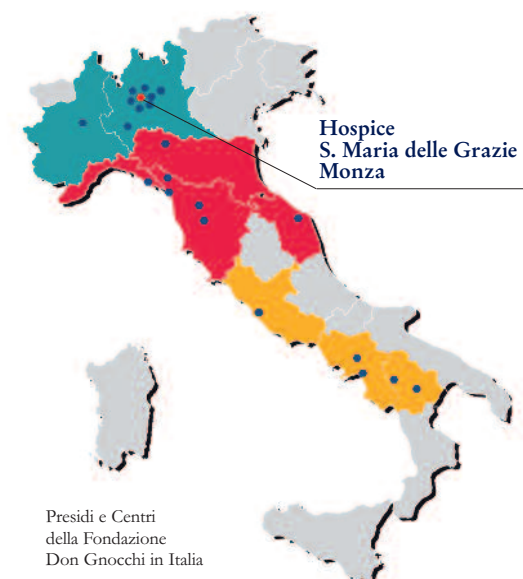 Hospice
S. Maria delle Grazie
Monza
Presidi e Centri
della Fondazione
Don Gnocchi in Italia